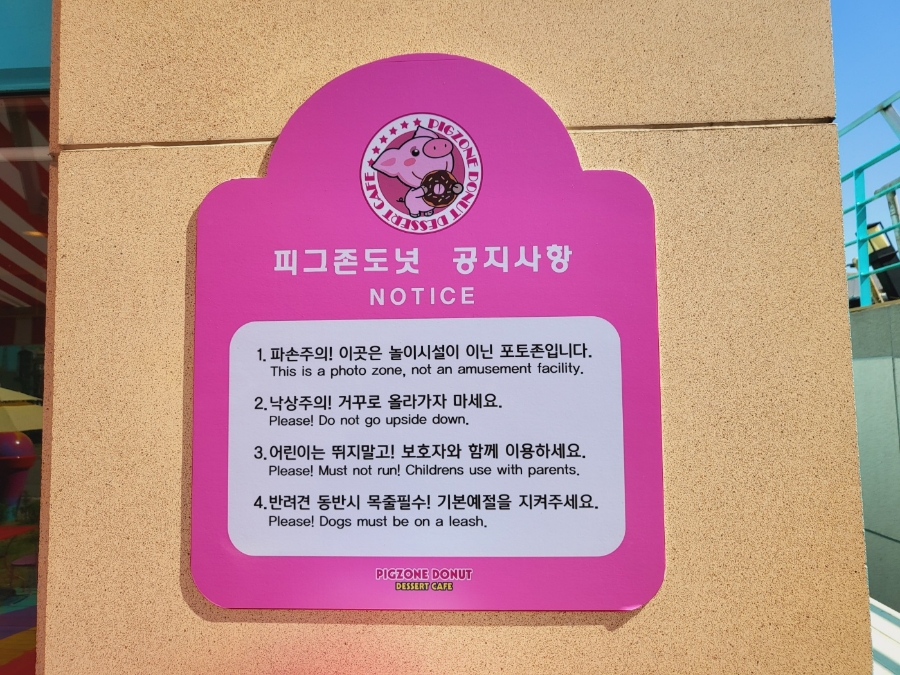 PIGZONE DONUT DESSERT CAFE
피그존도넛 공지사항
NOTICE
1. 파손주의! 이곳은 놀이시설이 이닌 포토존입니다.
This is a photo zone, not an amusement facility.
2. 낙상주의! 거꾸로 올라가자 마세요.
Please! Do not go upside down.
3. 어린이는 뛰지말고! 보호자와 함께 이용하세요.
Please! Must not run! Childrens use with parents.
4. 반려견 동반시 목줄필수! 기본예절을 지켜주세요.
Please! Dogs must be on a leash.
PIGZONE DONUT
DESSERT CAFE